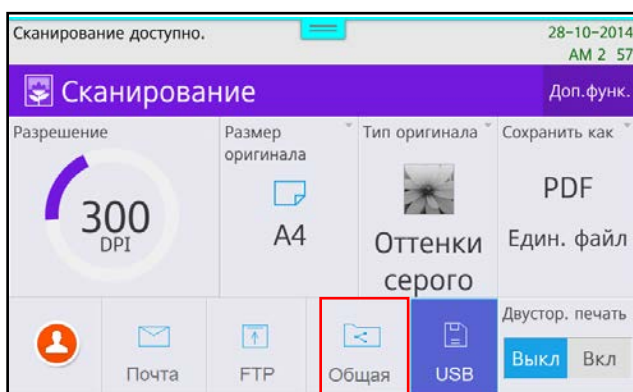 Сканирование доступно.
28-10-2014
AM 2 57
Сканирование
Доп.функ.
Разрешение
300
DPI
Размер
оригинала
A4
Тип оригинала
Оттенки
серого
Сохранить как
PDF
Един. файл
Почта
FTP
Общая
USB
Двустор. печать
Выкл Вкл